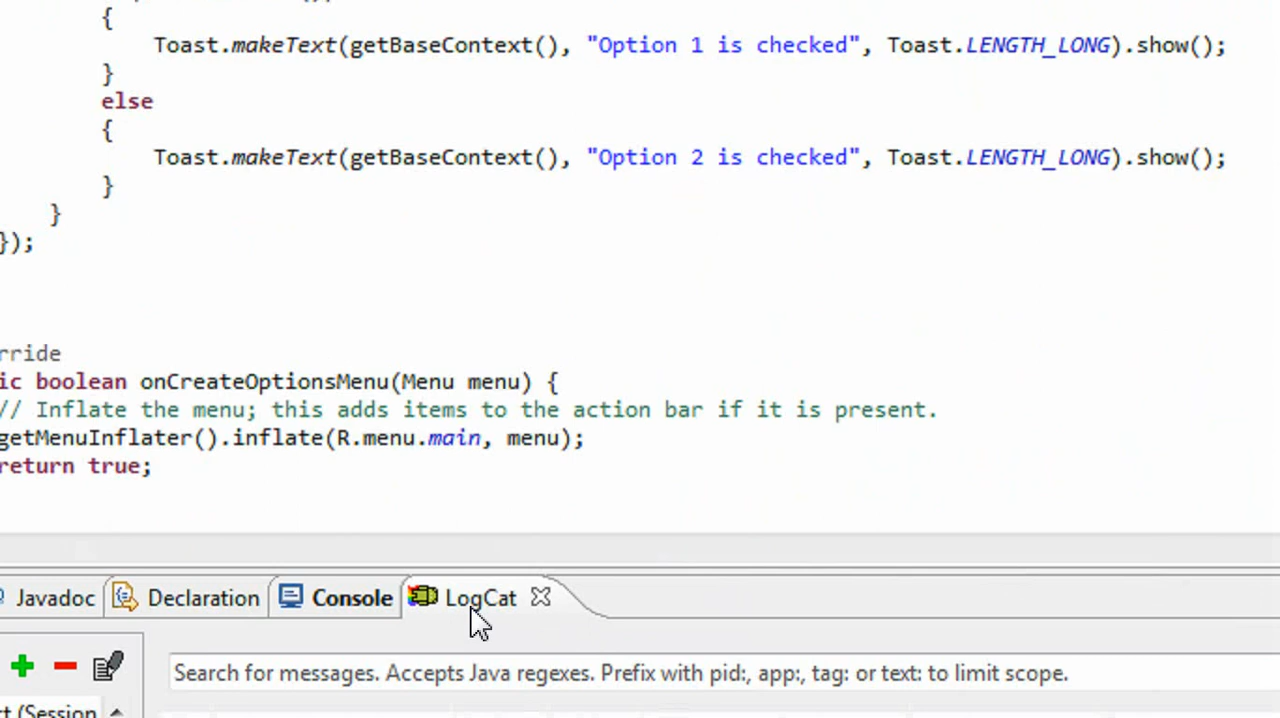 {
Toast.makeText(getBaseContext(), "Option 1 is checked", Toast.LENGTH_LONG).show();
}
else
{
Toast.makeText(getBaseContext(), "Option 2 is checked", Toast.LENGTH_LONG).show();
}
}
});
rride
ic boolean onCreateOptionsMenu(Menu menu) {
// Inflate the menu; this adds items to the action bar if it is present.
getMenuInflater().inflate(R.menu.main, menu);
return true;
Javadoc Declaration Console LogCat
Search for messages. Accepts Java regexes. Prefix with pid:, app:, tag: or text: to limit scope.
t (Session